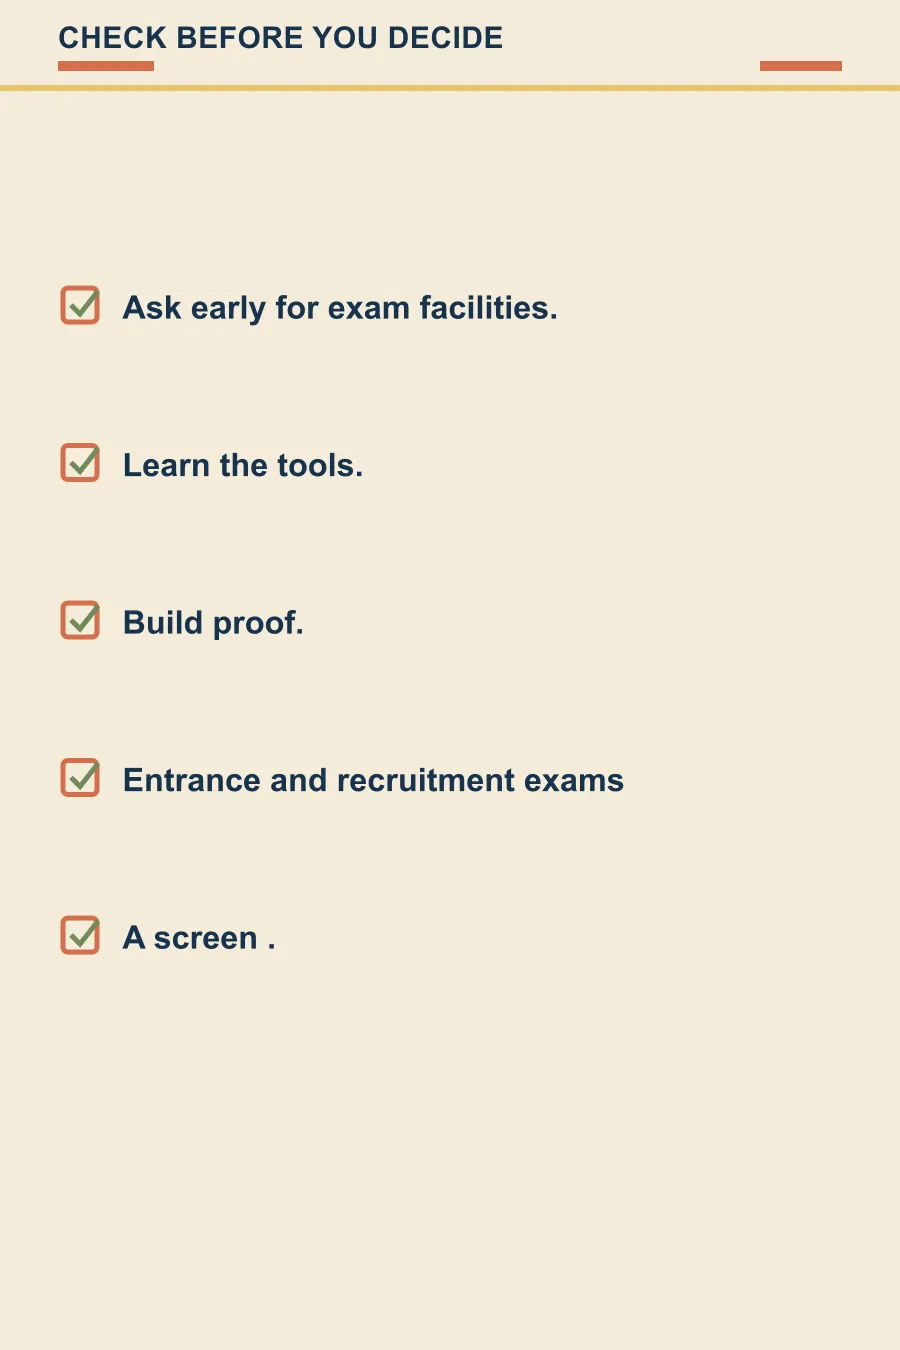 CHECK BEFORE YOU DECIDE
Ask early for exam facilities.
Learn the tools.
Build proof.
Entrance and recruitment exams
A screen .